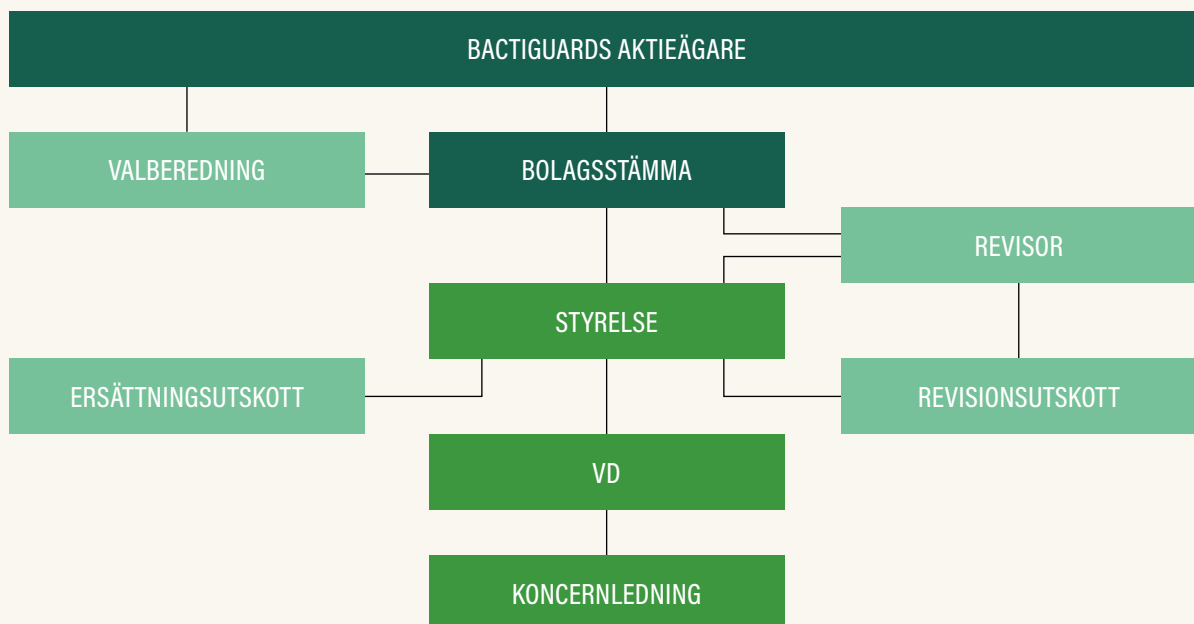 BACTIGUARDS AKTIEÄGARE
VALBEREDNING
BOLAGSSTÄMMA
REVISOR
STYRELSE
ERSÄTTNINGSUTSKOTT
REVISIONSUTSKOTT
VD
KONCERNLEDNING